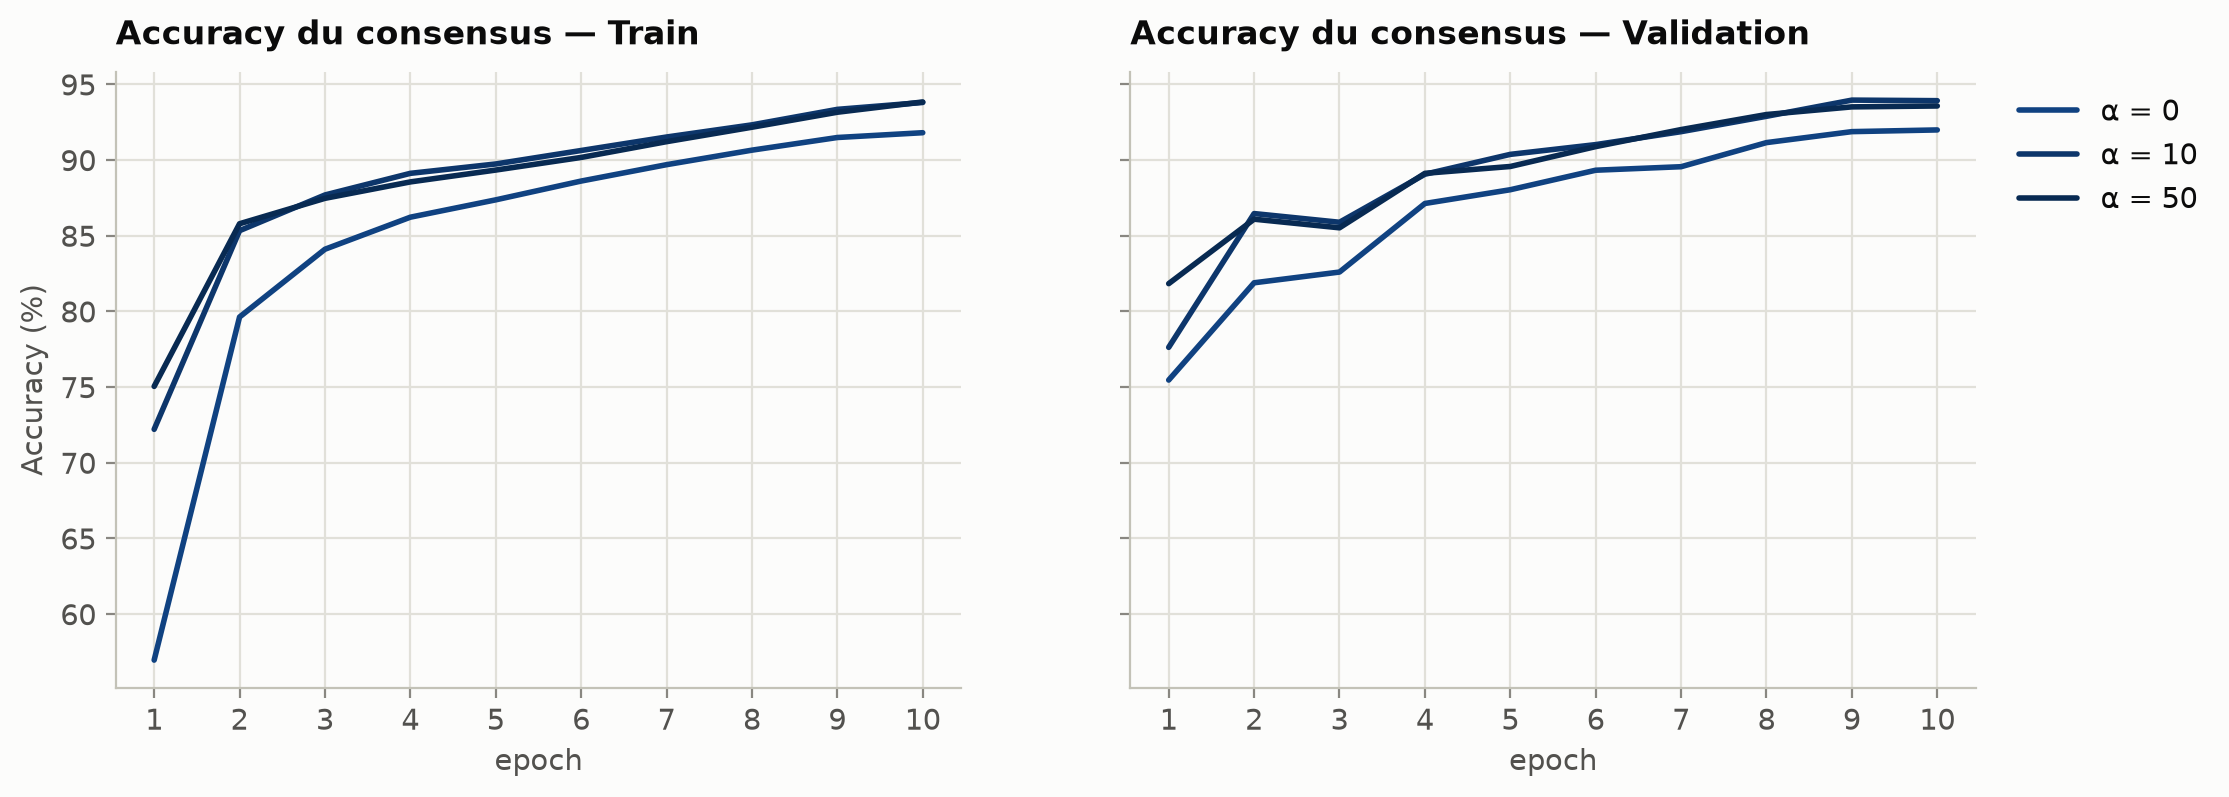 Accuracy du consensus — Train
Accuracy (%)
95
90
85
80
75
70
65
60
1 2 3 4 5 6 7 8 9 10
epoch
Accuracy du consensus — Validation
1 2 3 4 5 6 7 8 9 10
epoch
α = 0
α = 10
α = 50